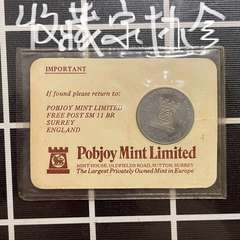 收藏家协会
IMPORTANT
If found please return to:
POBJOY MINT LIMITED
FREE POST SM 11 BR
SURREY
ENGLAND
Pobjoy Mint Limited
MINT HOUSE, OLDFIELDS ROAD, SUTTON, SURREY
The Largest Privately Owned Mint in Europe